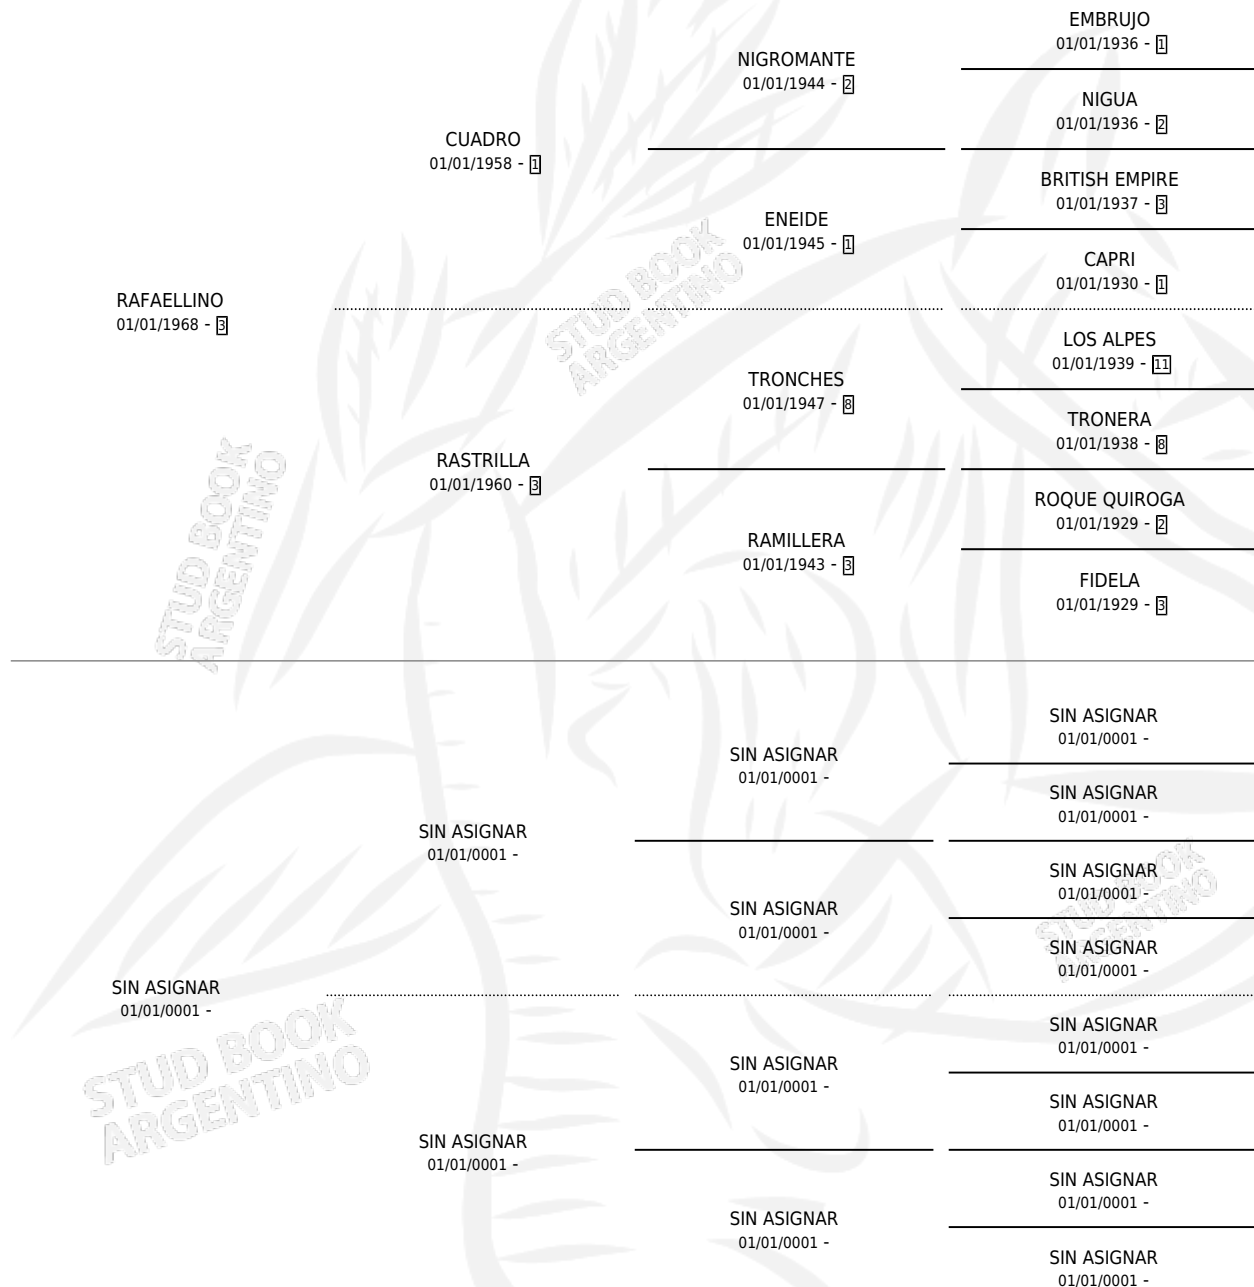 EMBRUJO
01/01/1936 - 1
NIGROMANTE
01/01/1944 - 2
NIGUA
01/01/1936 - 2
CUADRO
01/01/1958 - 1
BRITISH EMPIRE
01/01/1937 - 3
ENEIDE
01/01/1945 - 1
CAPRI
01/01/1930 - 1
RAFAELLINO
01/01/1968 - 3
LOS ALPES
01/01/1939 - 11
TRONCHES
01/01/1947 - 8
TRONERA
01/01/1938 - 8
RASTRILLA
01/01/1960 - 3
ROQUE QUIROGA
01/01/1929 - 2
RAMILLERA
01/01/1943 - 3
FIDELA
01/01/1929 - 3
STUD BOOK
ARGENTINO
STUD BOOK
ARGENTINO
SIN ASIGNAR
01/01/0001 -
SIN ASIGNAR
01/01/0001 -
SIN ASIGNAR
01/01/0001 -
SIN ASIGNAR
01/01/0001 -
SIN ASIGNAR
01/01/0001 -
SIN ASIGNAR
01/01/0001 -
SIN ASIGNAR
01/01/0001 -
SIN ASIGNAR
01/01/0001 -
SIN ASIGNAR
01/01/0001 -
SIN ASIGNAR
01/01/0001 -
SIN ASIGNAR
01/01/0001 -
SIN ASIGNAR
01/01/0001 -
SIN ASIGNAR
01/01/0001 -
SIN ASIGNAR
01/01/0001 -
SIN ASIGNAR
01/01/0001 -
STUD BOOK
ARGENTINO
STUD BOOK
ARGENTINO